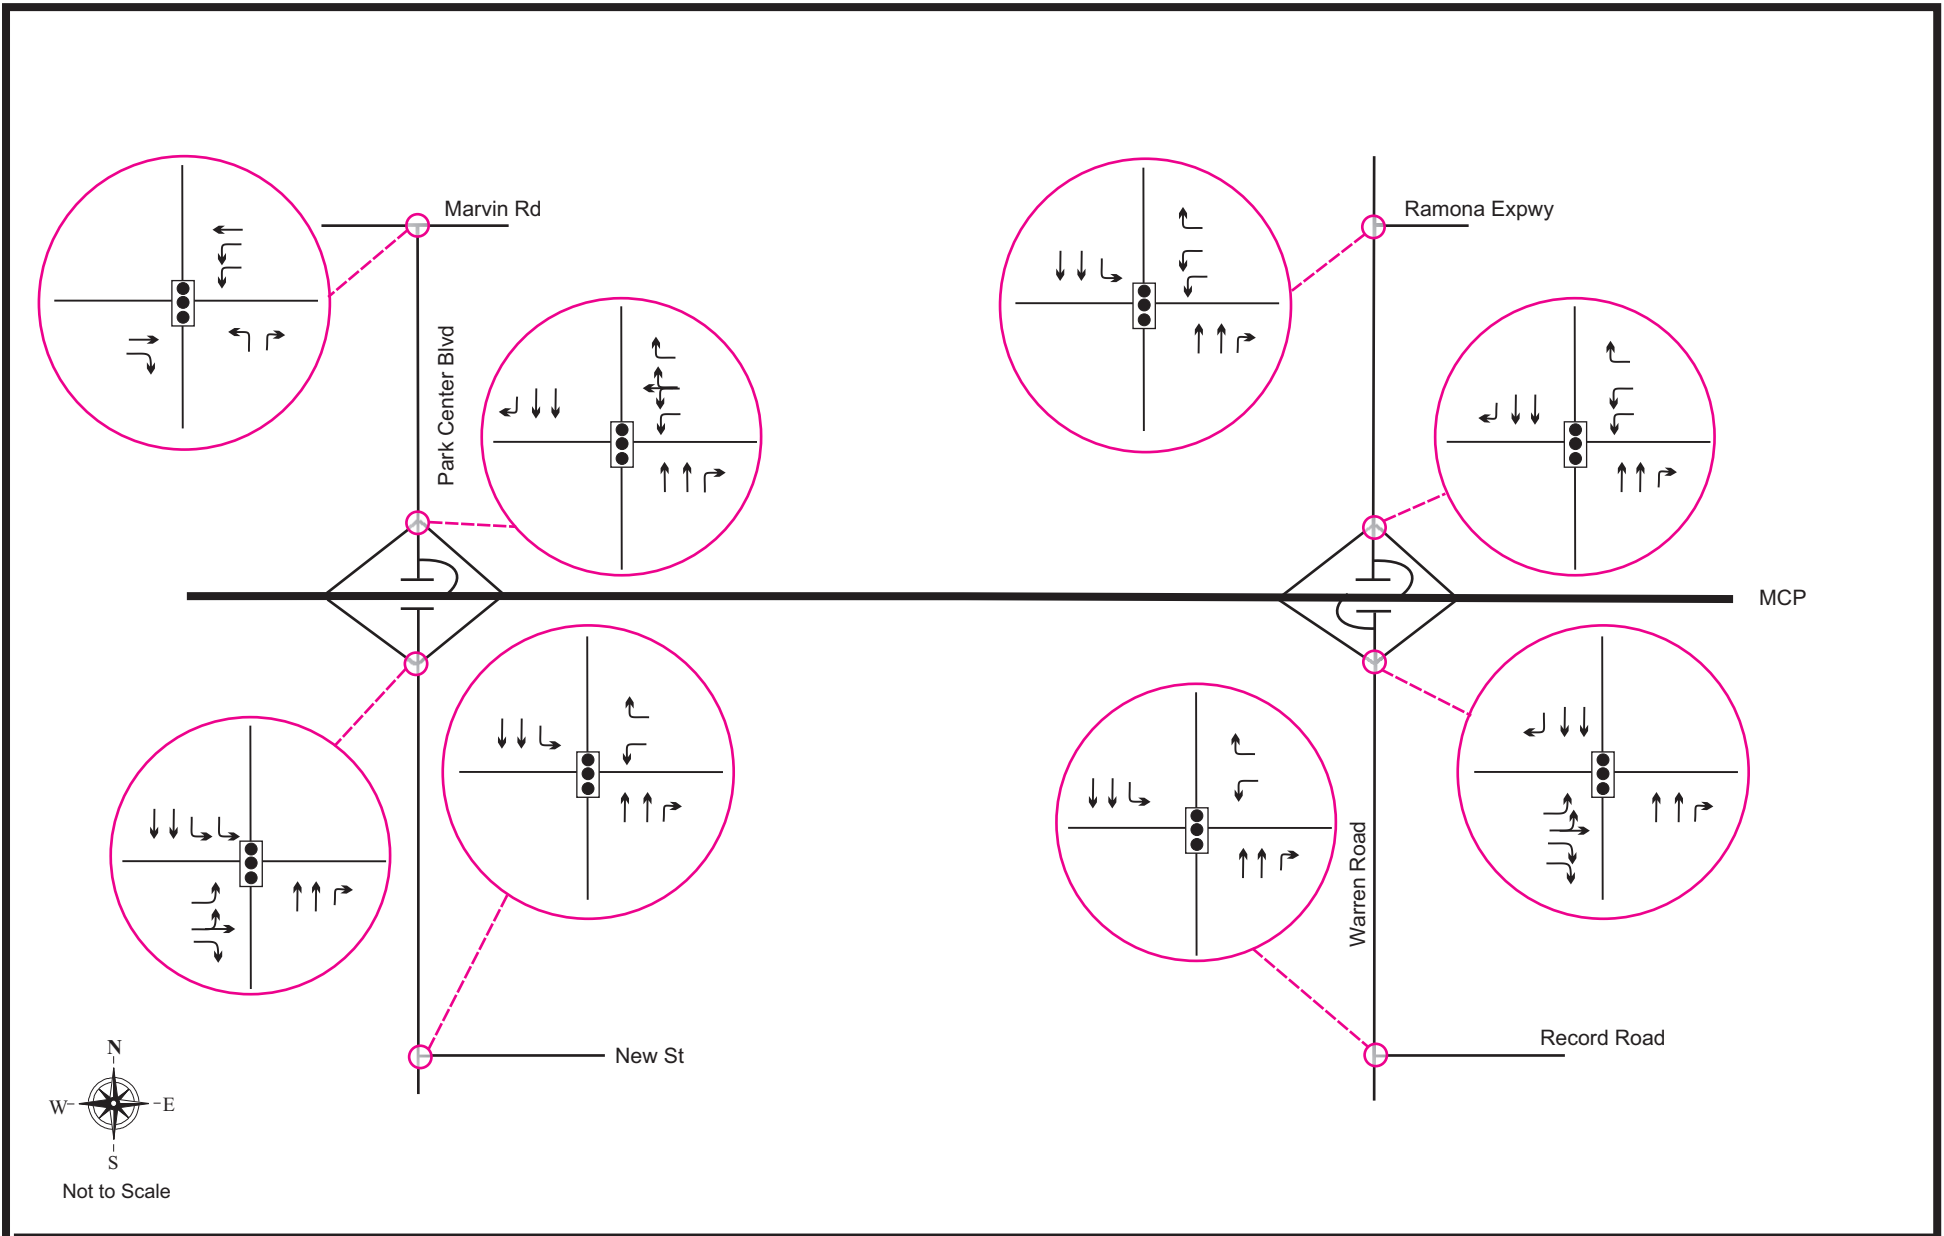 Marvin Rd
Ramona Expwy
Park Center Blvd
MCP
Warren Road
New St
Record Road
N
W
E
S
Not to Scale